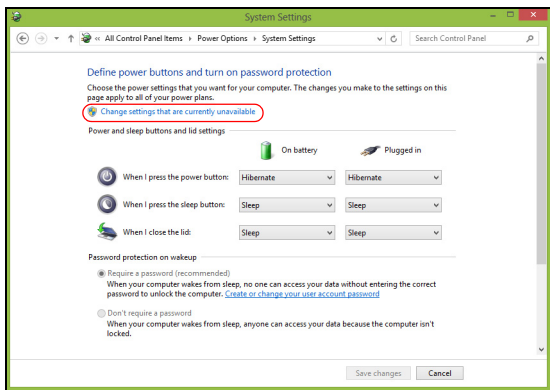 System Settings
« All Control Panel Items › Power Options › System Settings
Search Control Panel
Define power buttons and turn on password protection
Choose the power settings that you want for your computer. The changes you make to the settings on this
page apply to all of your power plans.
Change settings that are currently unavailable
Power and sleep buttons and lid settings
On battery Plugged in
When I press the power button: Hibernate Hibernate
When I press the sleep button: Sleep Sleep
When I close the lid: Sleep Sleep
Password protection on wakeup
Require a password (recommended)
When your computer wakes from sleep, no one can access your data without entering the correct
password to unlock the computer. Create or change your user account password
Don't require a password
When your computer wakes from sleep, anyone can access your data because the computer isn't
locked.
Save changes Cancel